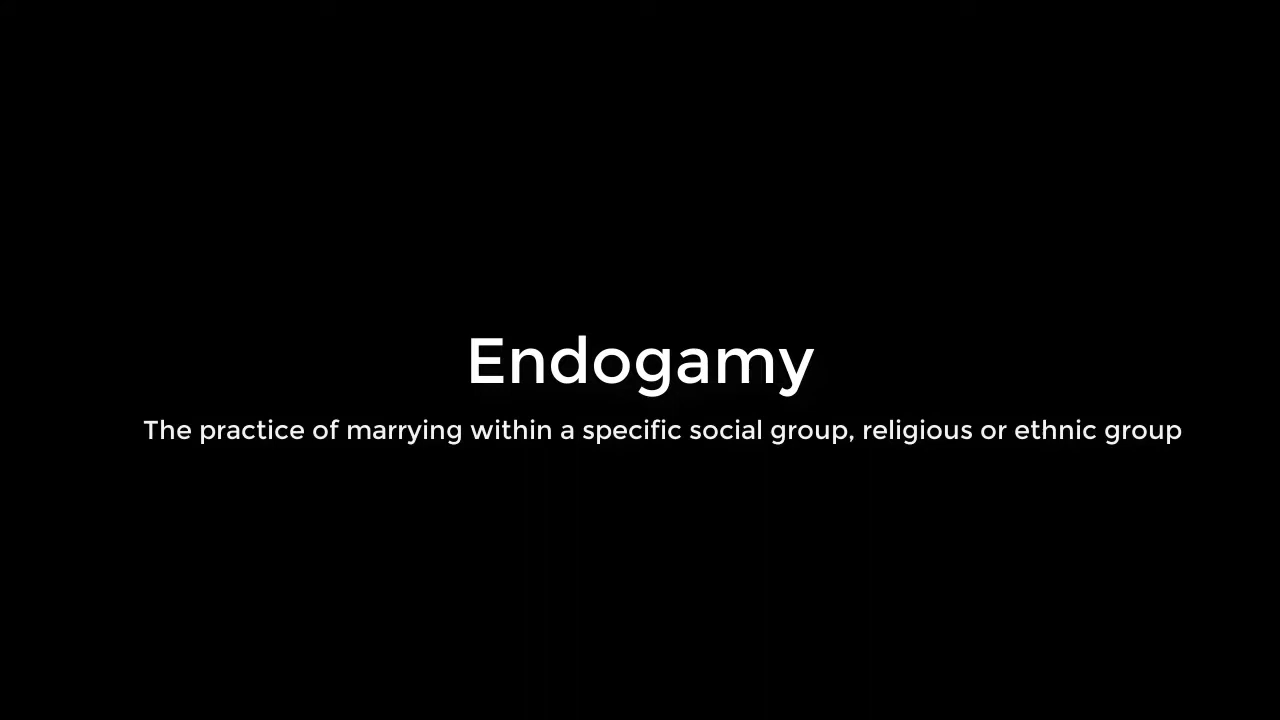 Endogamy
The practice of marrying within a specific social group, religious or ethnic group